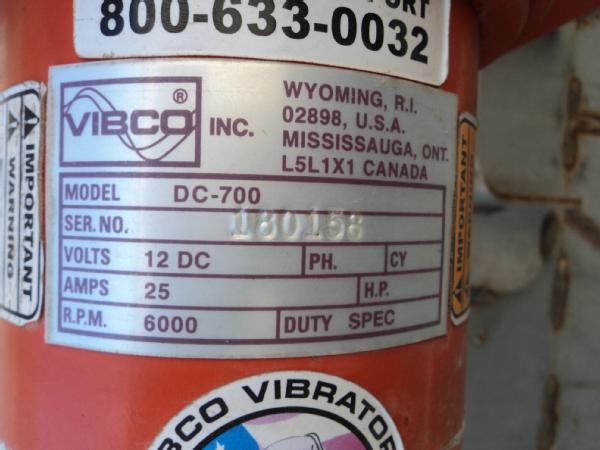 800-633-0032
VIBCO ® INC.
WYOMING, R.I.
02898, U.S.A.
MISSISSAUGA, ONT.
L5L1X1 CANADA
MODEL DC-700
SER. NO. 180158
VOLTS 12 DC PH. CY
AMPS 25 H.P.
R.P.M. 6000 DUTY SPEC
IMPORTANT
WARNING
IMPORTANT
VIBRATOR